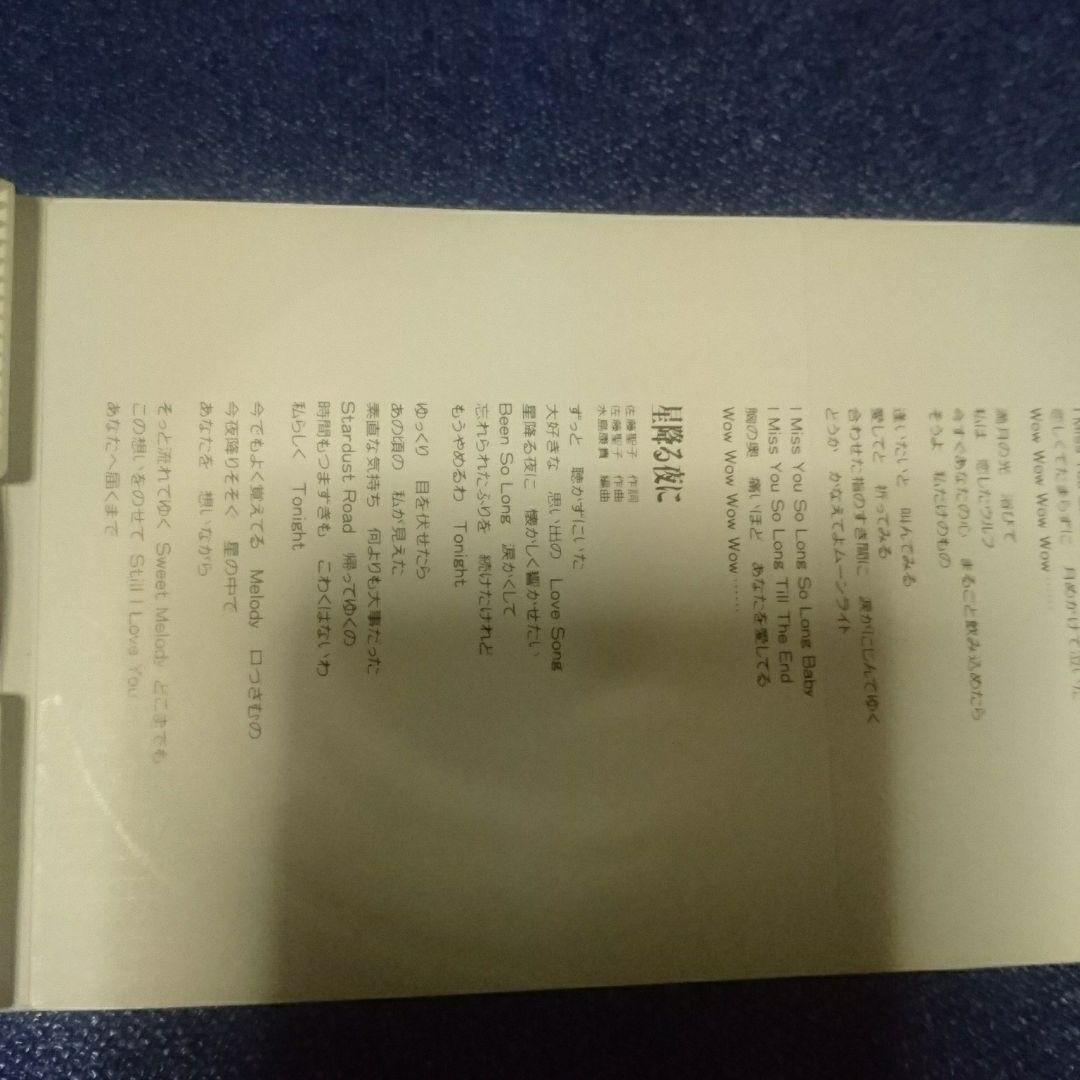 月めがけて泣いた
恋しくてたまらずに
Wow Wow Wow Wow……
満月の光　浴びて
私は　恋したウルフ
今すぐあなたの心　まるごと飲み込めたら
そうよ　私だけのもの
逢いたいと　叫んでみる
愛してと　祈ってみる
合わせた指のすき間に　涙がにじんでゆく
どうか　かなえてよムーンライト
I Miss You So Long So Long Baby
I Miss You So Long Till The End
胸の奥　痛いほど　あなたを愛してる
Wow Wow Wow Wow……
星降る夜に
佐藤聖子　作詞
佐藤聖子　作曲
水島康貴　編曲
ずっと　聴かずにいた
大好きな　思い出の　Love Song
星降る夜に　懐かしく響かせたい
Been So Long　涙かくして
忘れられたふりを　続けたけれど
もうやめるわ　Tonight
ゆっくり　目を伏せたら
あの頃の　私が見えた
素直な気持ち　何よりも大事だった
Stardust Road　帰ってゆくの
時間もつまずきも　こわくはないわ
私らしく　Tonight
今でもよく覚えてる　Melody　口づさむの
今夜降りそそぐ　星の中で
あなたを　想いながら
そっと流れてゆく Sweet Melody どこまでも
この想いをのせて Still I Love You…
あなたへ届くまで